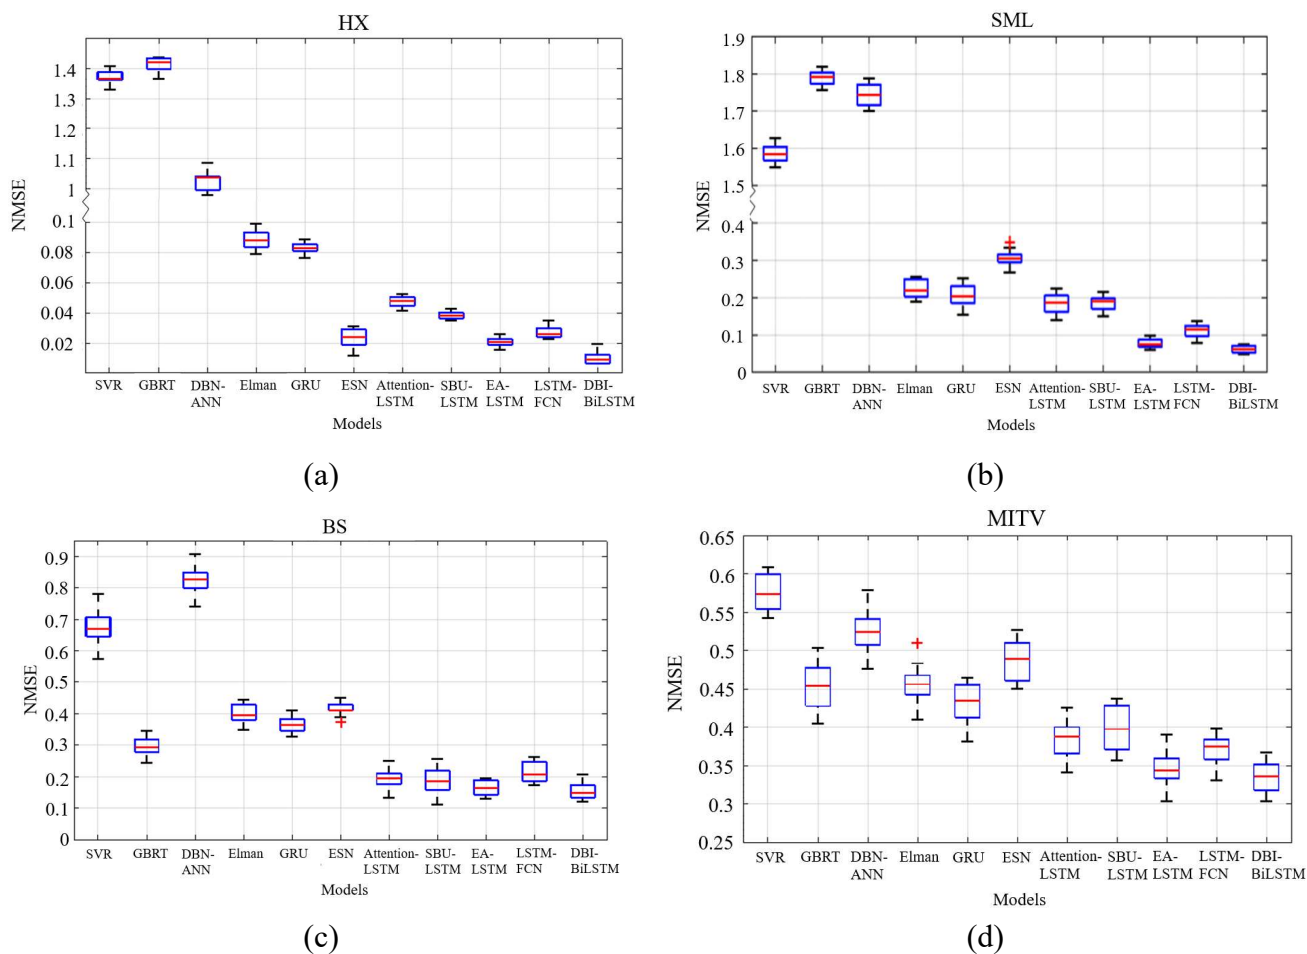 HX
NMSE
1.4
1.3
1.2
1.1
1
0.1
0.08
0.06
0.04
0.02
SVR GBRT DBN- Elman GRU ESN Attention- SBU- EA- LSTM- DBI-
ANN LSTM LSTM LSTM FCN BiLSTM
Models
(a)
SML
NMSE
1.9
1.8
1.7
1.6
1.5
0.4
0.3
0.2
0.1
0
SVR GBRT DBN- Elman GRU ESN Attention- SBU- EA- LSTM- DBI-
ANN LSTM LSTM LSTM FCN BiLSTM
Models
(b)
BS
NMSE
0.9
0.8
0.7
0.6
0.5
0.4
0.3
0.2
0.1
0
SVR GBRT DBN- Elman GRU ESN Attention- SBU- EA- LSTM- DBI-
ANN LSTM LSTM LSTM FCN BiLSTM
Models
(c)
MITV
NMSE
0.65
0.6
0.55
0.5
0.45
0.4
0.35
0.3
0.25
SVR GBRT DBN- Elman GRU ESN Attention- SBU- EA- LSTM- DBI-
ANN LSTM LSTM LSTM FCN BiLSTM
Models
(d)